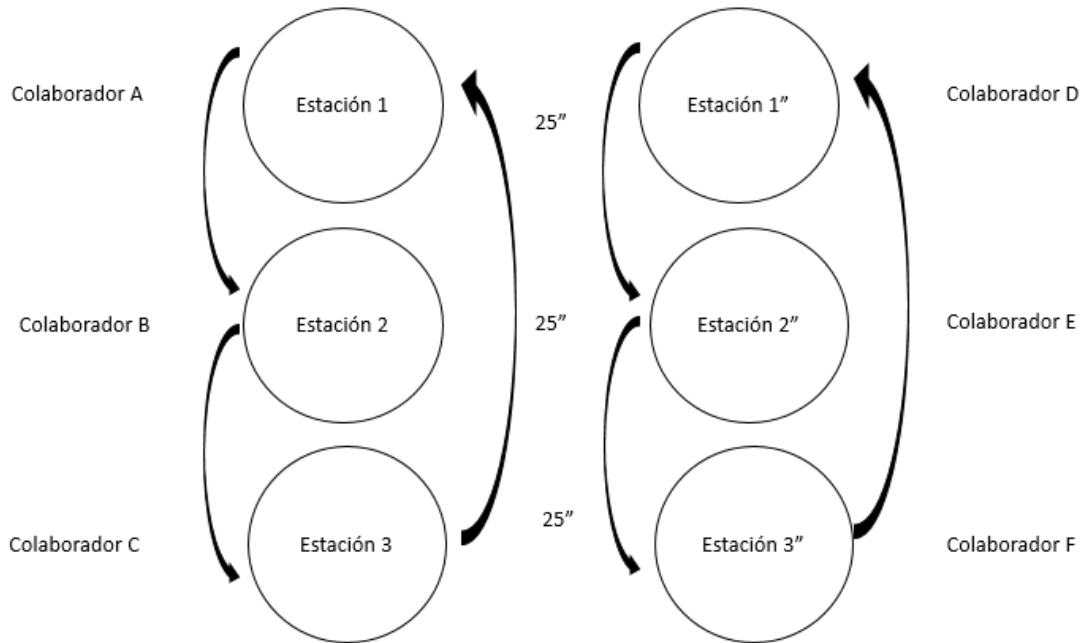 Colaborador A
Estación 1
25”
Estación 1”
Colaborador D
Colaborador B
Estación 2
25”
Estación 2”
Colaborador E
Colaborador C
Estación 3
25”
Estación 3”
Colaborador F